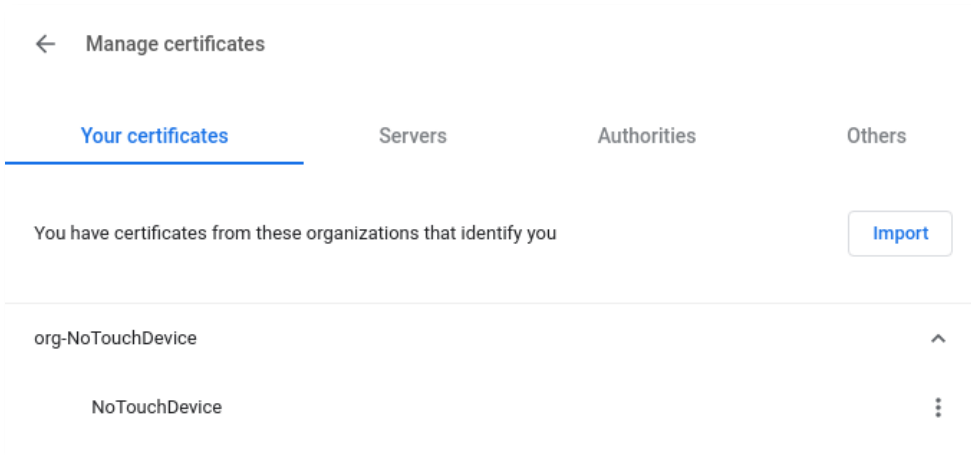 Manage certificates
Your certificates Servers Authorities Others
You have certificates from these organizations that identify you Import
org-NoTouchDevice
NoTouchDevice